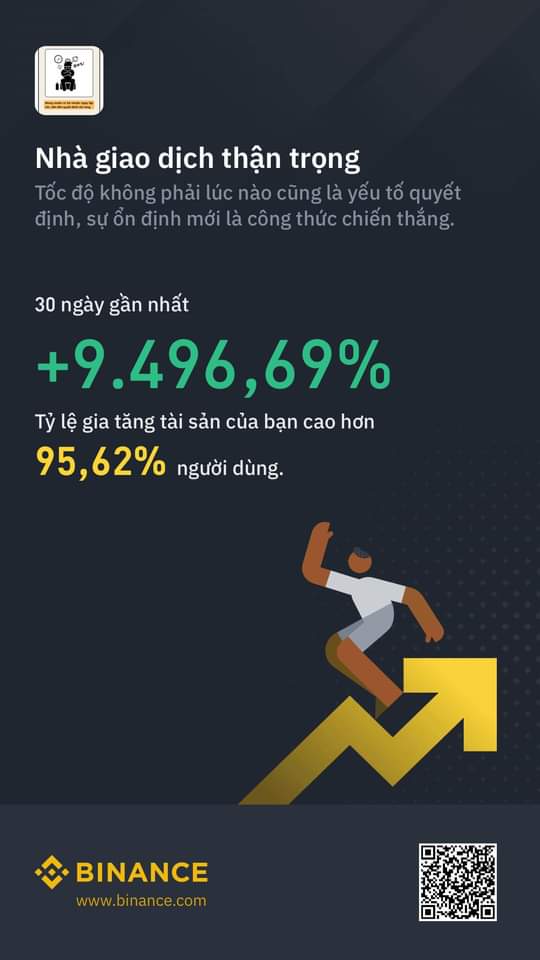 Nhà giao dịch thận trọng
Tốc độ không phải lúc nào cũng là yếu tố quyết
định, sự ổn định mới là công thức chiến thắng.
30 ngày gần nhất
+9.496,69%
Tỷ lệ gia tăng tài sản của bạn cao hơn
95,62% người dùng.
BINANCE
www.binance.com